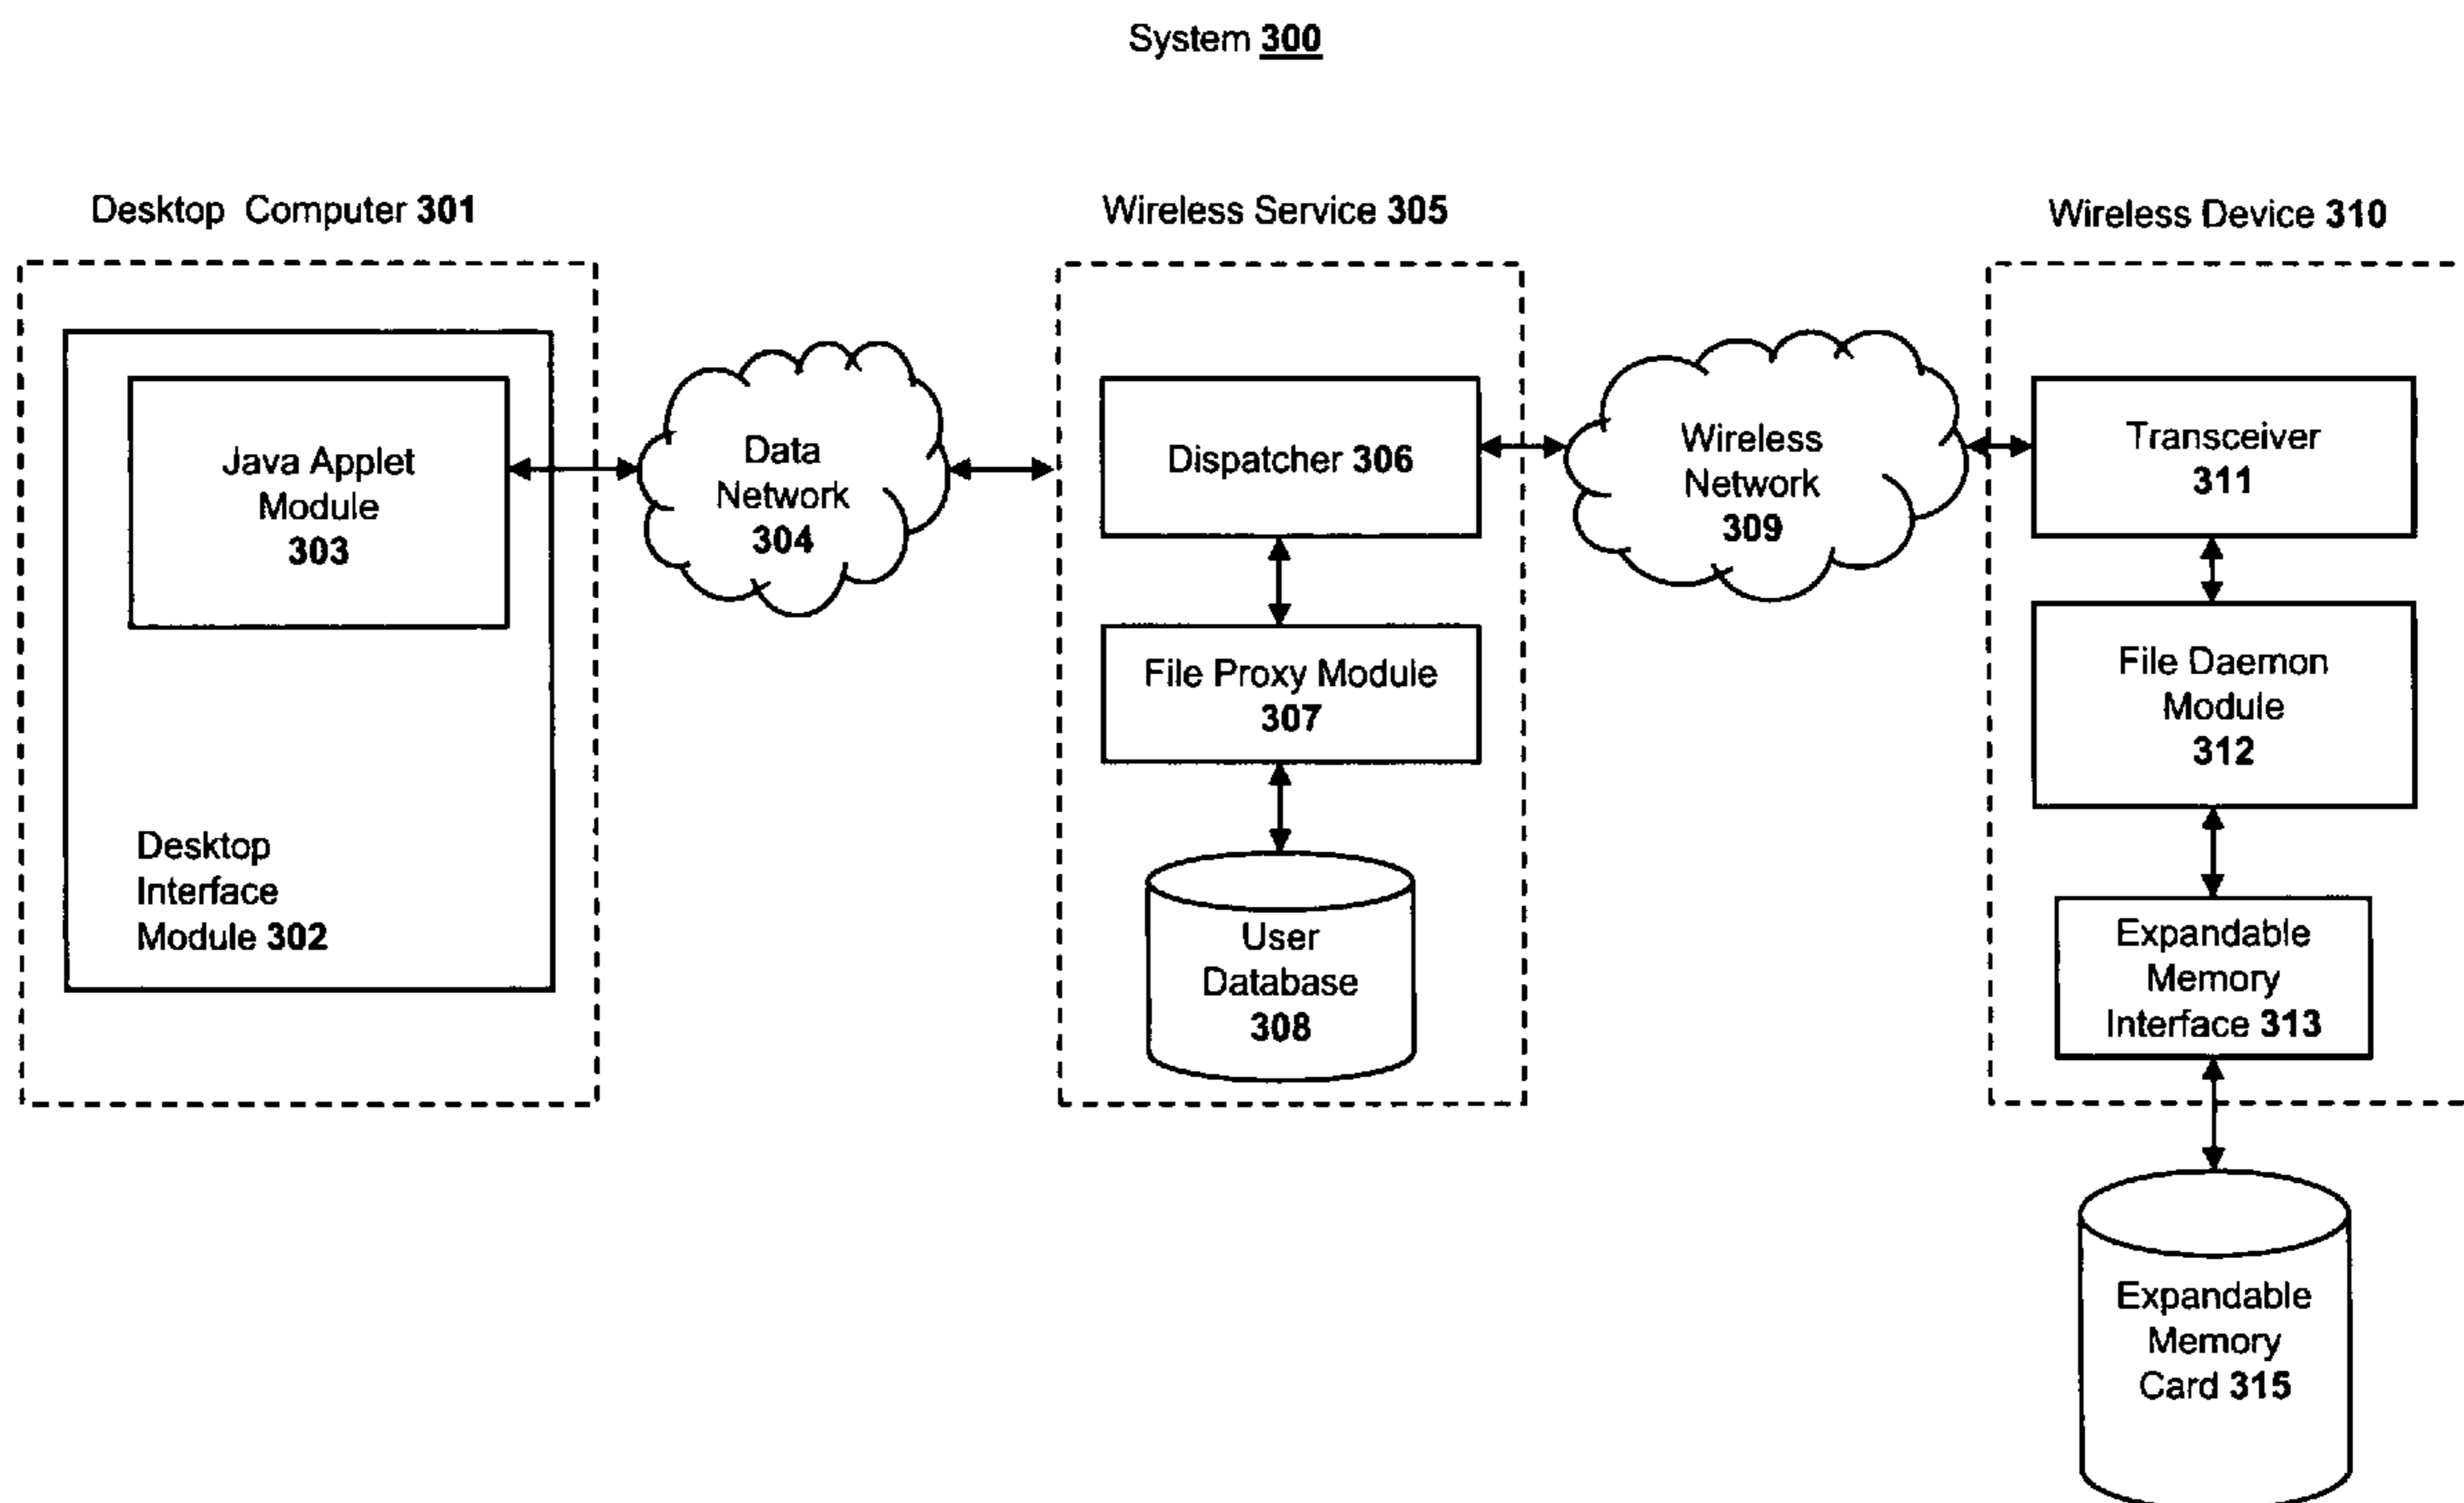 System 300
Desktop Computer 301
Wireless Service 305
Wireless Device 310
Java Applet
Module
303
Desktop
Interface
Module 302
Data
Network
304
Dispatcher 306
File Proxy Module
307
User
Database
308
Wireless
Network
309
Transceiver
311
File Daemon
Module
312
Expandable
Memory
Interface 313
Expandable
Memory
Card 315